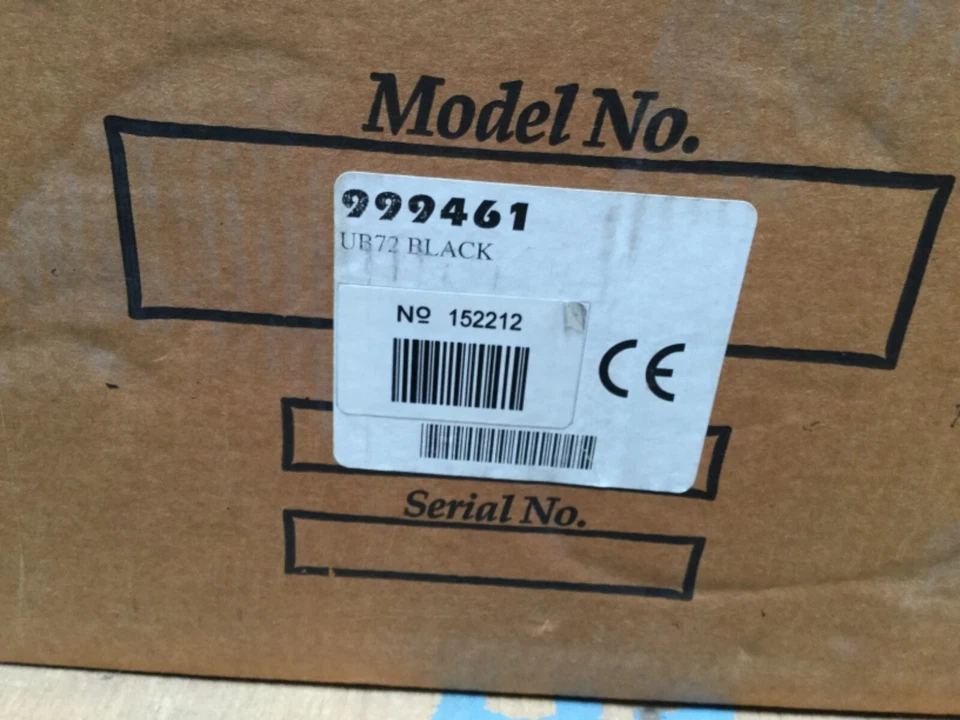 Model No.
999461
UB72 BLACK
Nº 152212
CE
Serial No.